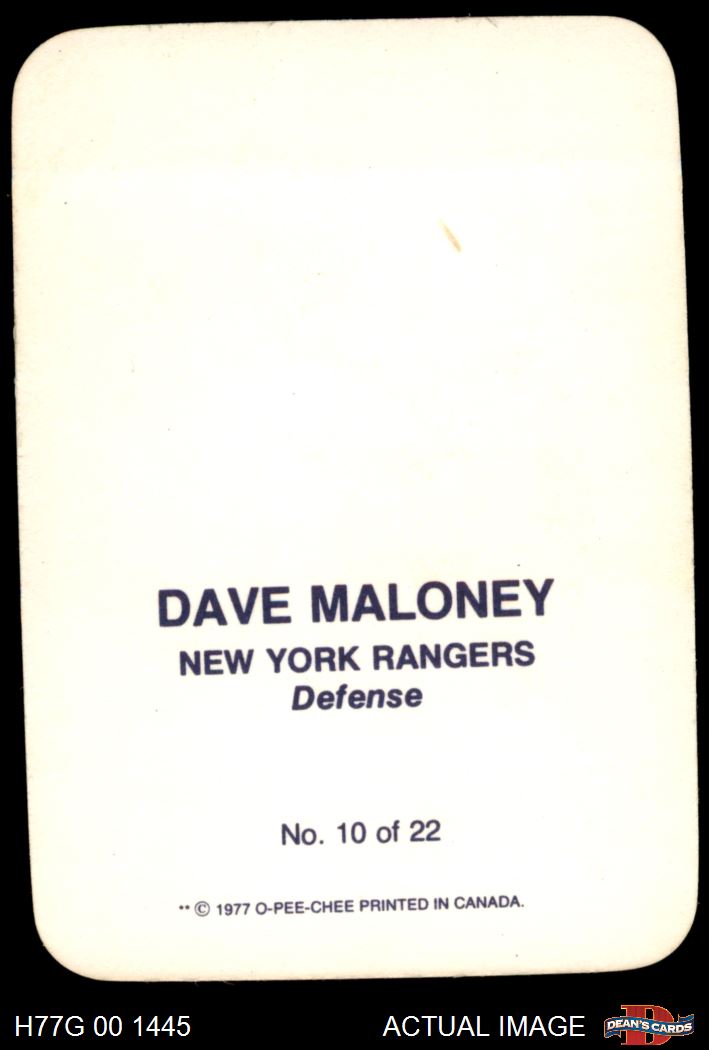 DAVE MALONEY
NEW YORK RANGERS
Defense
No. 10 of 22
** © 1977 O-PEE-CHEE PRINTED IN CANADA.
H77G 00 1445
ACTUAL IMAGE
DEAN'S CARDS